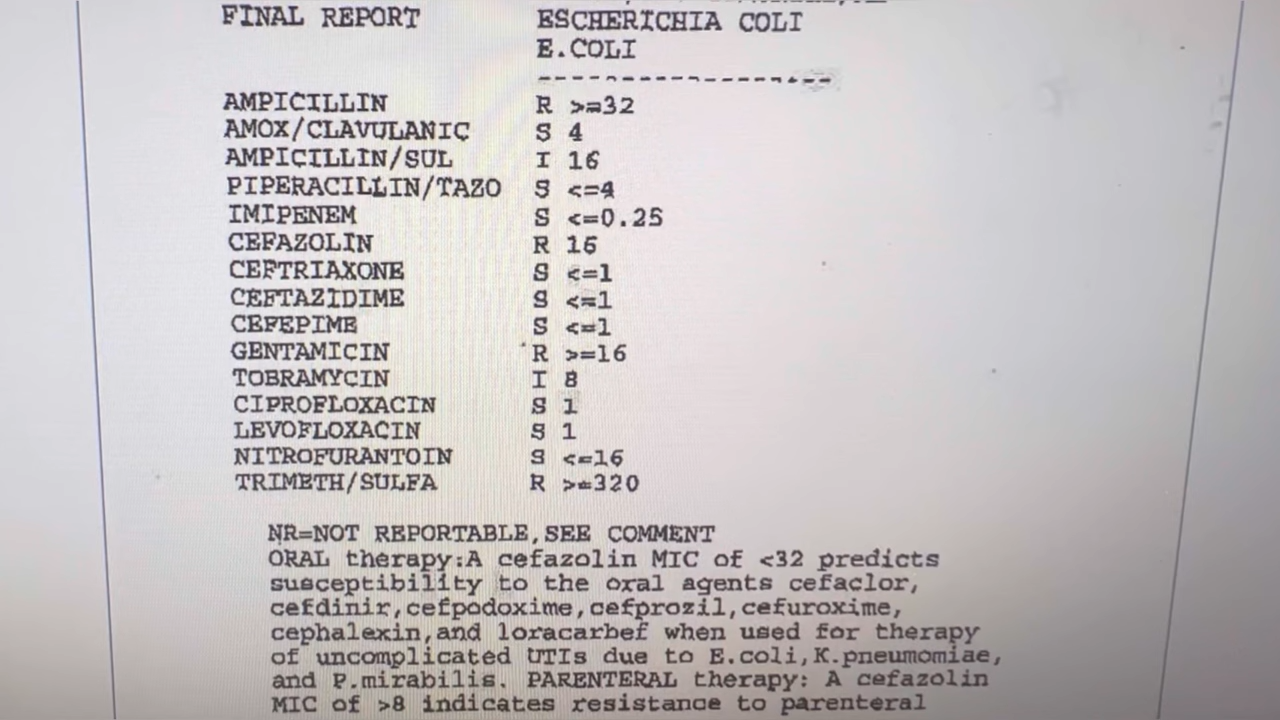 FINAL REPORT ESCHERICHIA COLI
E.COLI
------------------
AMPICILLIN R >=32
AMOX/CLAVULANIC S 4
AMPICILLIN/SUL I 16
PIPERACILLIN/TAZO S <=4
IMIPENEM S <=0.25
CEFAZOLIN R 16
CEFTRIAXONE S <=1
CEFTAZIDIME S <=1
CEFEPIME S <=1
GENTAMICIN R >=16
TOBRAMYCIN I 8
CIPROFLOXACIN S 1
LEVOFLOXACIN S 1
NITROFURANTOIN S <=16
TRIMETH/SULFA R >=320
NR=NOT REPORTABLE,SEE COMMENT
ORAL therapy:A cefazolin MIC of <32 predicts
susceptibility to the oral agents cefaclor,
cefdinir,cefpodoxime,cefprozil,cefuroxime,
cephalexin,and loracarbef when used for therapy
of uncomplicated UTIs due to E.coli,K.pneumomiae,
and P.mirabilis. PARENTERAL therapy: A cefazolin
MIC of >8 indicates resistance to parenteral